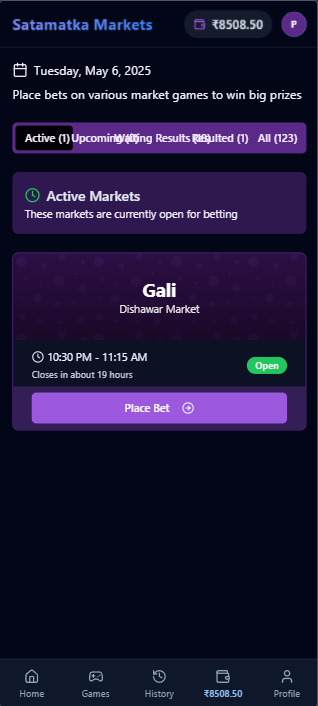 Satamatka Markets
₹8508.50
P
Tuesday, May 6, 2025
Place bets on various market games to win big prizes
Active (1) Upcoming Waiting Results Resulted (1) All (123)
Active Markets
These markets are currently open for betting
Gali
Dishawar Market
10:30 PM - 11:15 AM
Closes in about 19 hours
Open
Place Bet
Home Games History ₹8508.50 Profile